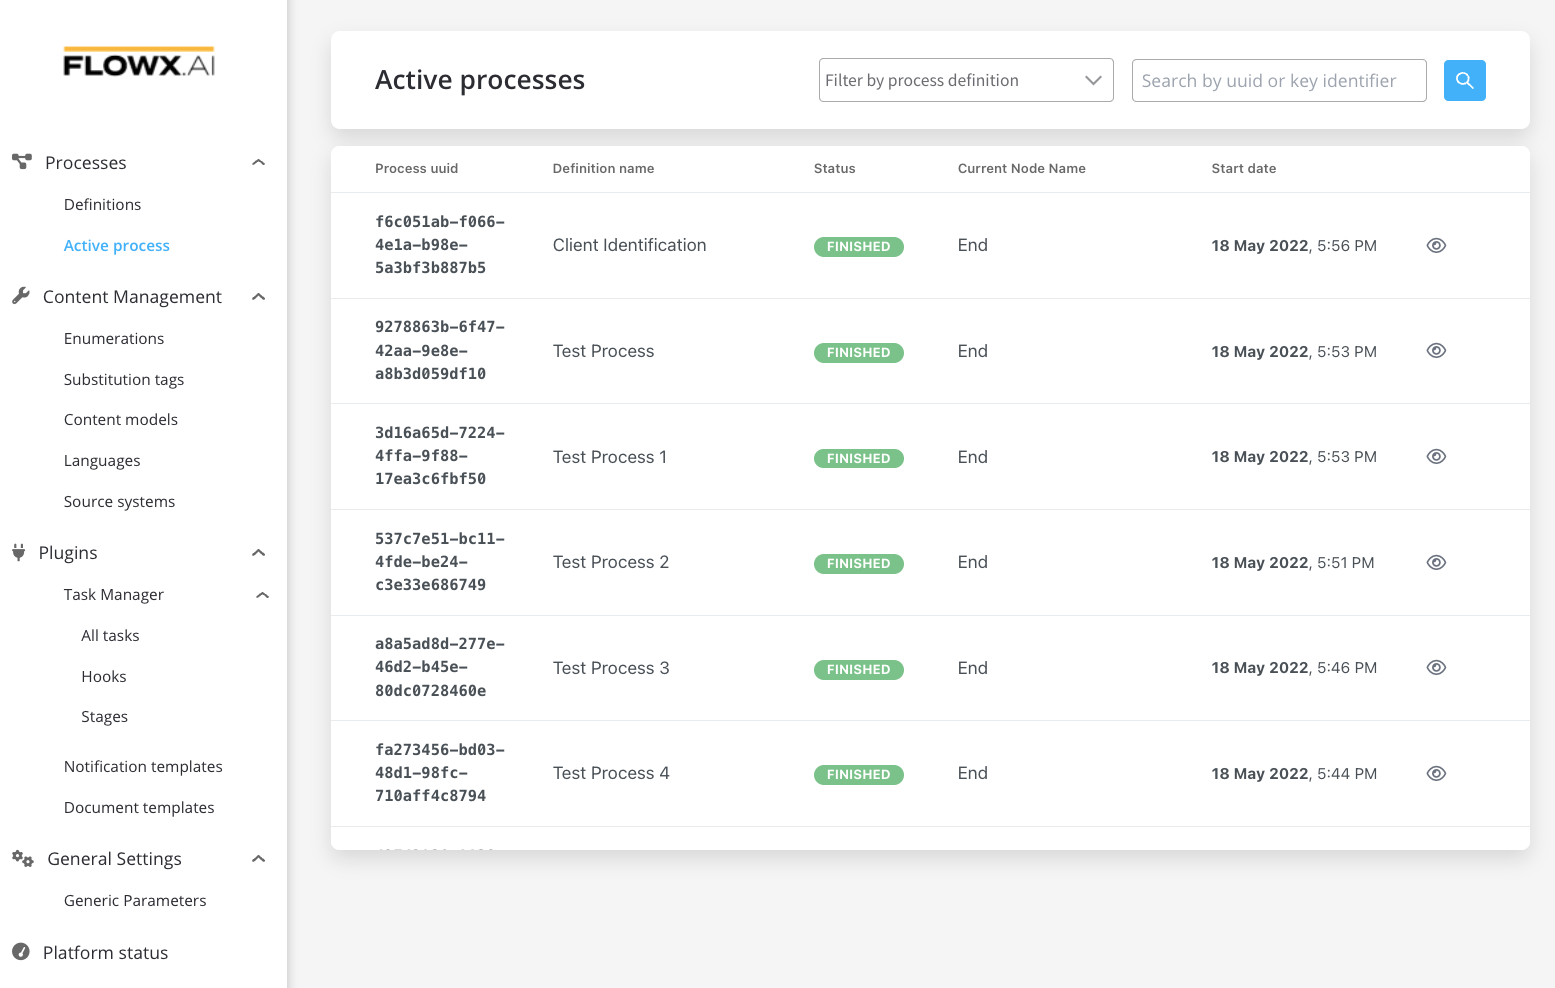 FLOWX.AI
Processes
Definitions
Active process
Content Management
Enumerations
Substitution tags
Content models
Languages
Source systems
Plugins
Task Manager
All tasks
Hooks
Stages
Notification templates
Document templates
General Settings
Generic Parameters
Platform status
Active processes
Filter by process definition
Search by uuid or key identifier
Process uuid Definition name Status Current Node Name Start date
f6c051ab-f066-
4e1a-b98e-
5a3bf3b887b5
Client Identification FINISHED End 18 May 2022, 5:56 PM
9278863b-6f47-
42aa-9e8e-
a8b3d059df10
Test Process FINISHED End 18 May 2022, 5:53 PM
3d16a65d-7224-
4ffa-9f88-
17ea3c6fbf50
Test Process 1 FINISHED End 18 May 2022, 5:53 PM
537c7e51-bc11-
4fde-be24-
c3e33e686749
Test Process 2 FINISHED End 18 May 2022, 5:51 PM
a8a5ad8d-277e-
46d2-b45e-
80dc0728460e
Test Process 3 FINISHED End 18 May 2022, 5:46 PM
fa273456-bd03-
48d1-98fc-
710aff4c8794
Test Process 4 FINISHED End 18 May 2022, 5:44 PM